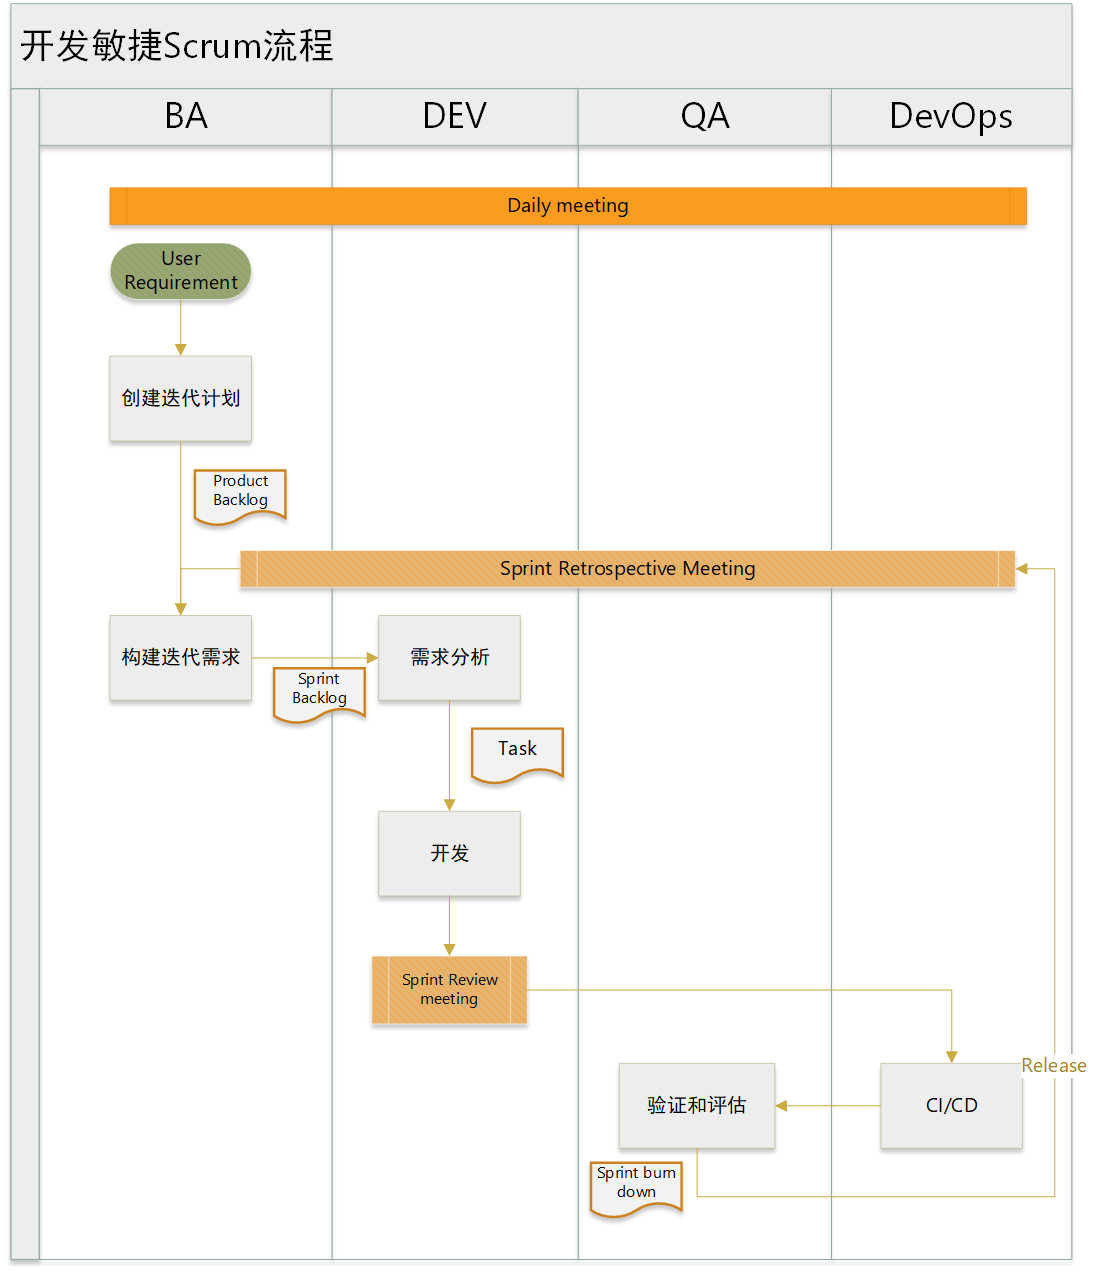 开发敏捷Scrum流程
BA
DEV
QA
DevOps
Daily meeting
User
Requirement
创建迭代计划
Product
Backlog
Sprint Retrospective Meeting
构建迭代需求
需求分析
Sprint
Backlog
Task
开发
Sprint Review
meeting
Release
验证和评估
CI/CD
Sprint burn
down